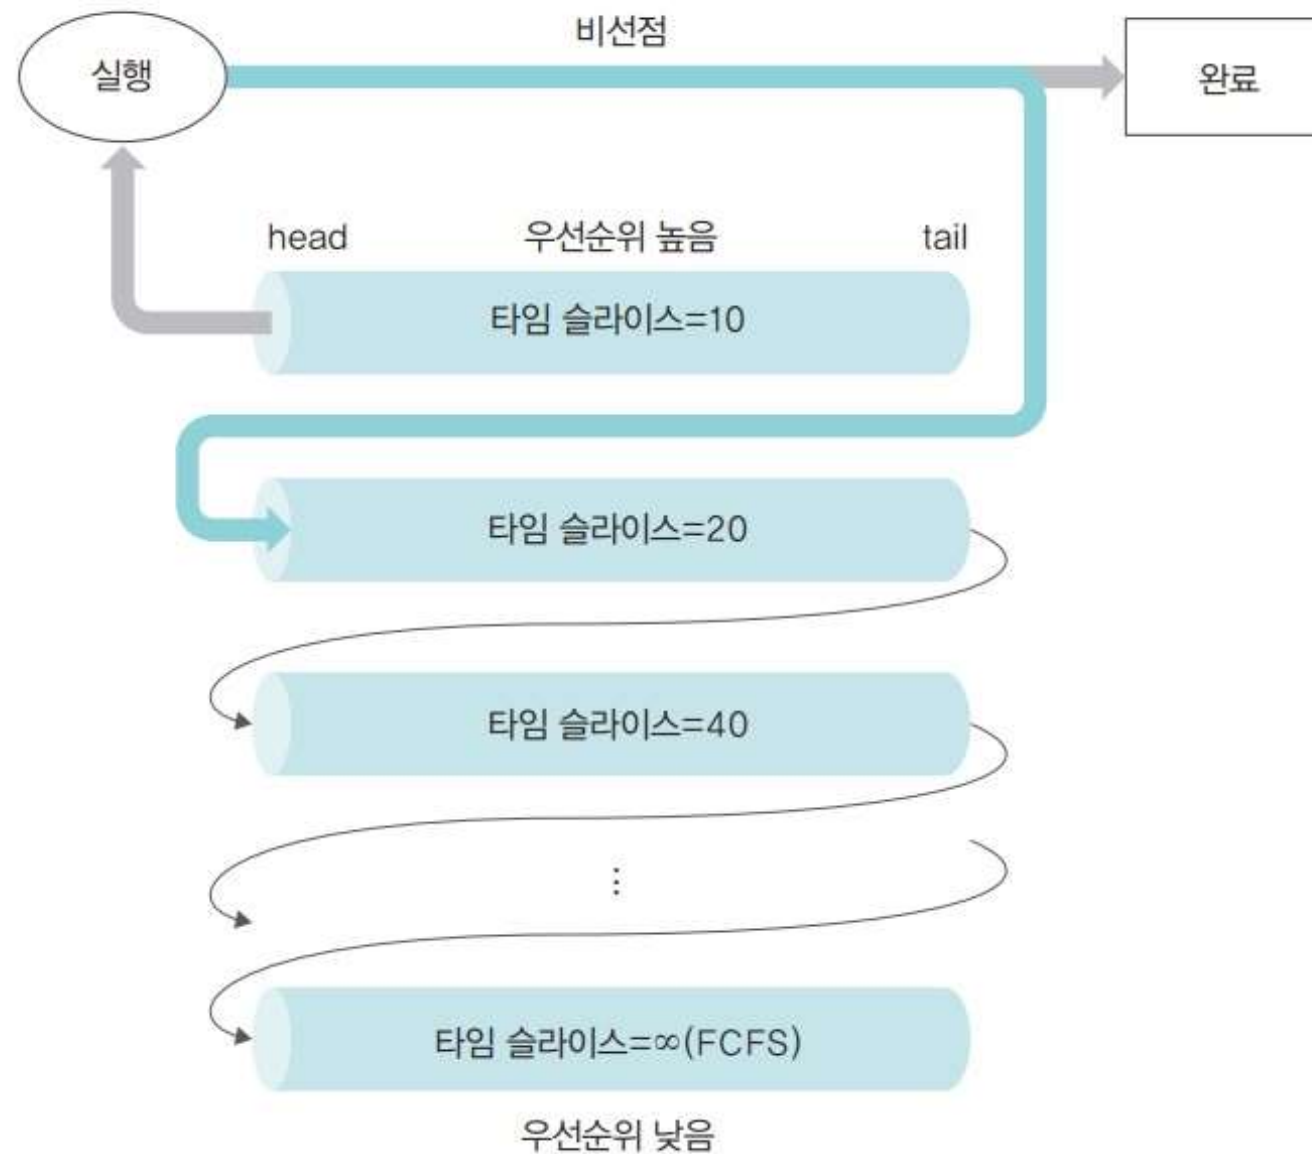 비선점
실행
완료
head
우선순위 높음
tail
타임 슬라이스=10
타임 슬라이스=20
타임 슬라이스=40
⋮
타임 슬라이스=∞(FCFS)
우선순위 낮음